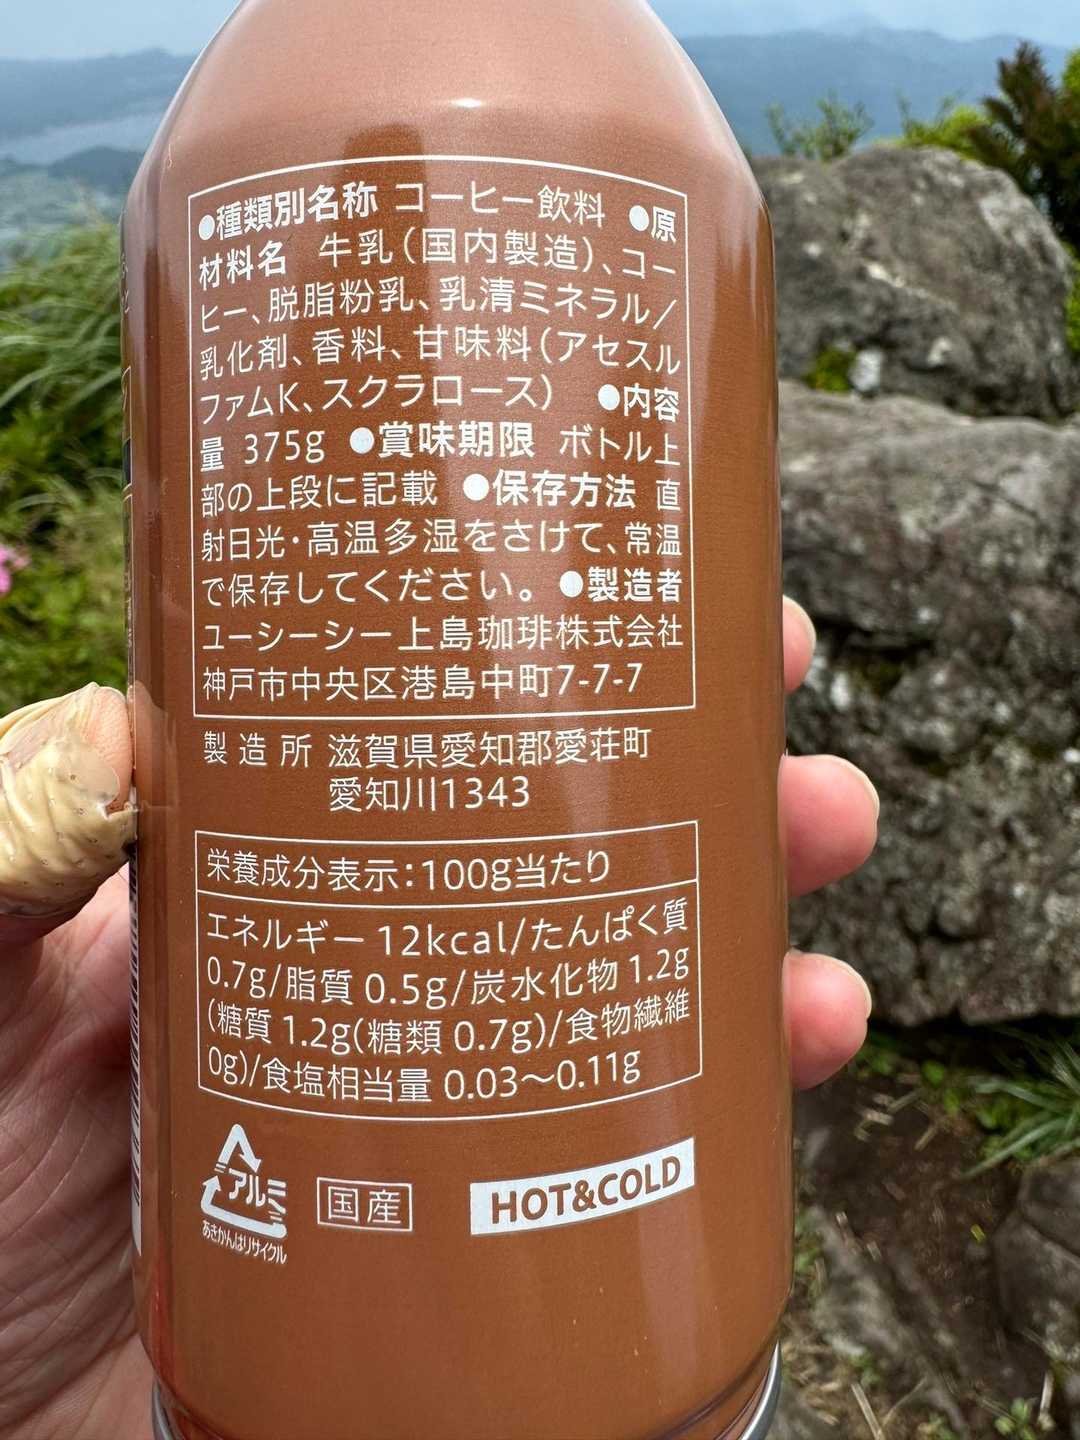 ●種類別名称 コーヒー飲料 ●原
材料名 牛乳(国内製造)、コー
ヒー、脱脂粉乳、乳清ミネラル/
乳化剤、香料、甘味料(アセスル
ファムK、スクラロース) ●内容
量 375g ●賞味期限 ボトル上
部の上段に記載 ●保存方法 直
射日光・高温多湿をさけて、常温
で保存してください。 ●製造者
ユーシーシー上島珈琲株式会社
神戸市中央区港島中町7-7-7
製造所 滋賀県愛知郡愛荘町
愛知川1343
栄養成分表示:100g当たり
エネルギー 12kcal/たんぱく質
0.7g/脂質 0.5g/炭水化物 1.2g
(糖質 1.2g(糖類 0.7g)/食物繊維
0g)/食塩相当量 0.03〜0.11g
アルミ
あきかんはリサイクル
国産
HOT&COLD